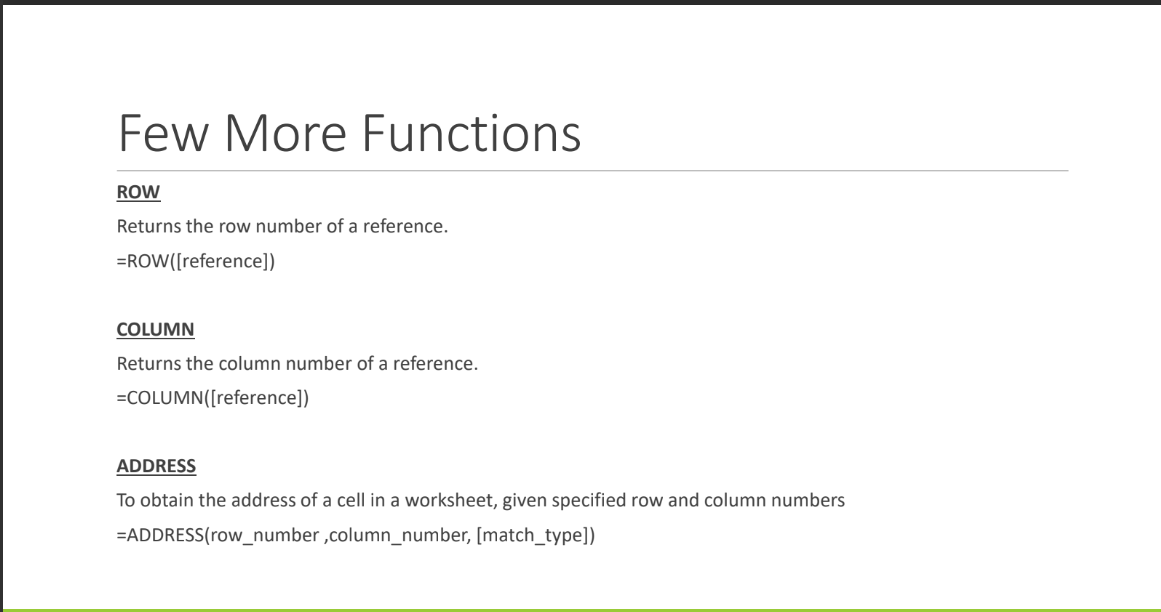 Few More Functions
ROW
Returns the row number of a reference.
=ROW([reference])
COLUMN
Returns the column number of a reference.
=COLUMN([reference])
ADDRESS
To obtain the address of a cell in a worksheet, given specified row and column numbers
=ADDRESS(row_number ,column_number, [match_type])